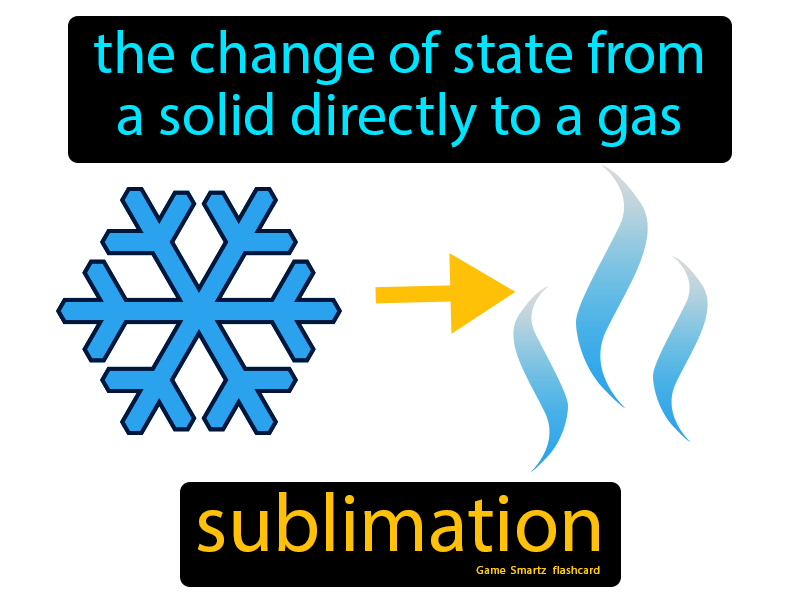 the change of state from
a solid directly to a gas
sublimation
Game Smartz flashcard